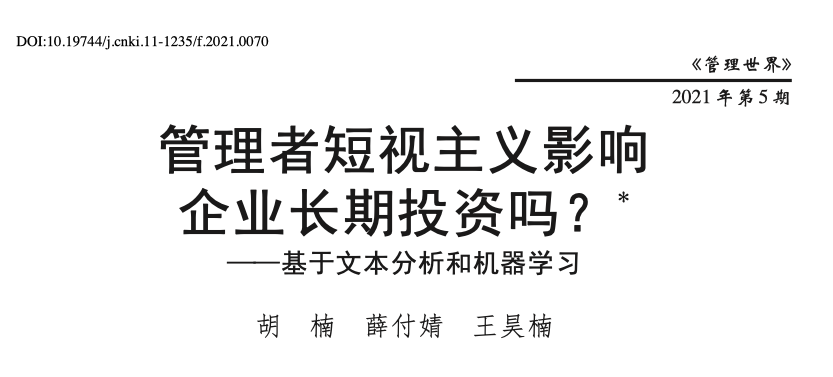 DOI:10.19744/j.cnki.11-1235/f.2021.0070
《管理世界》
2021 年第 5 期
管理者短视主义影响
企业长期投资吗？*
——基于文本分析和机器学习
胡 楠 薛付婧 王昊楠